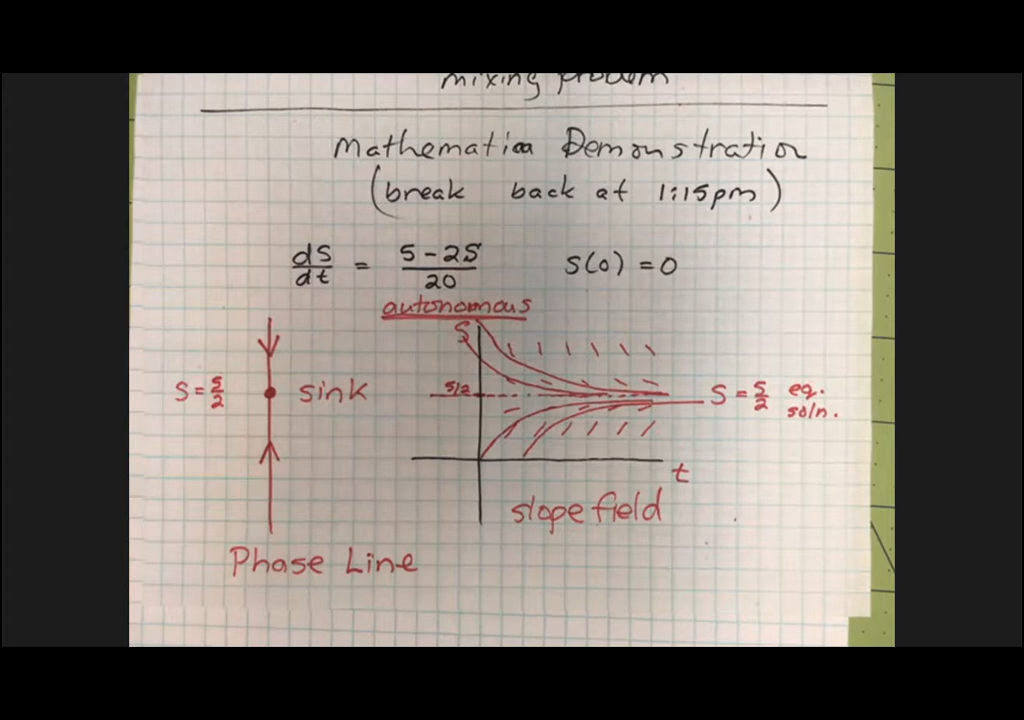 mixing problem
Mathematica Demonstration
(break back at 1:15pm)
dS/dt = 5-2S/20 S(0) = 0
autonomous
S
S = 5/2 sink 5/2 S = 5/2 eq. soln.
t
slope field
Phase Line